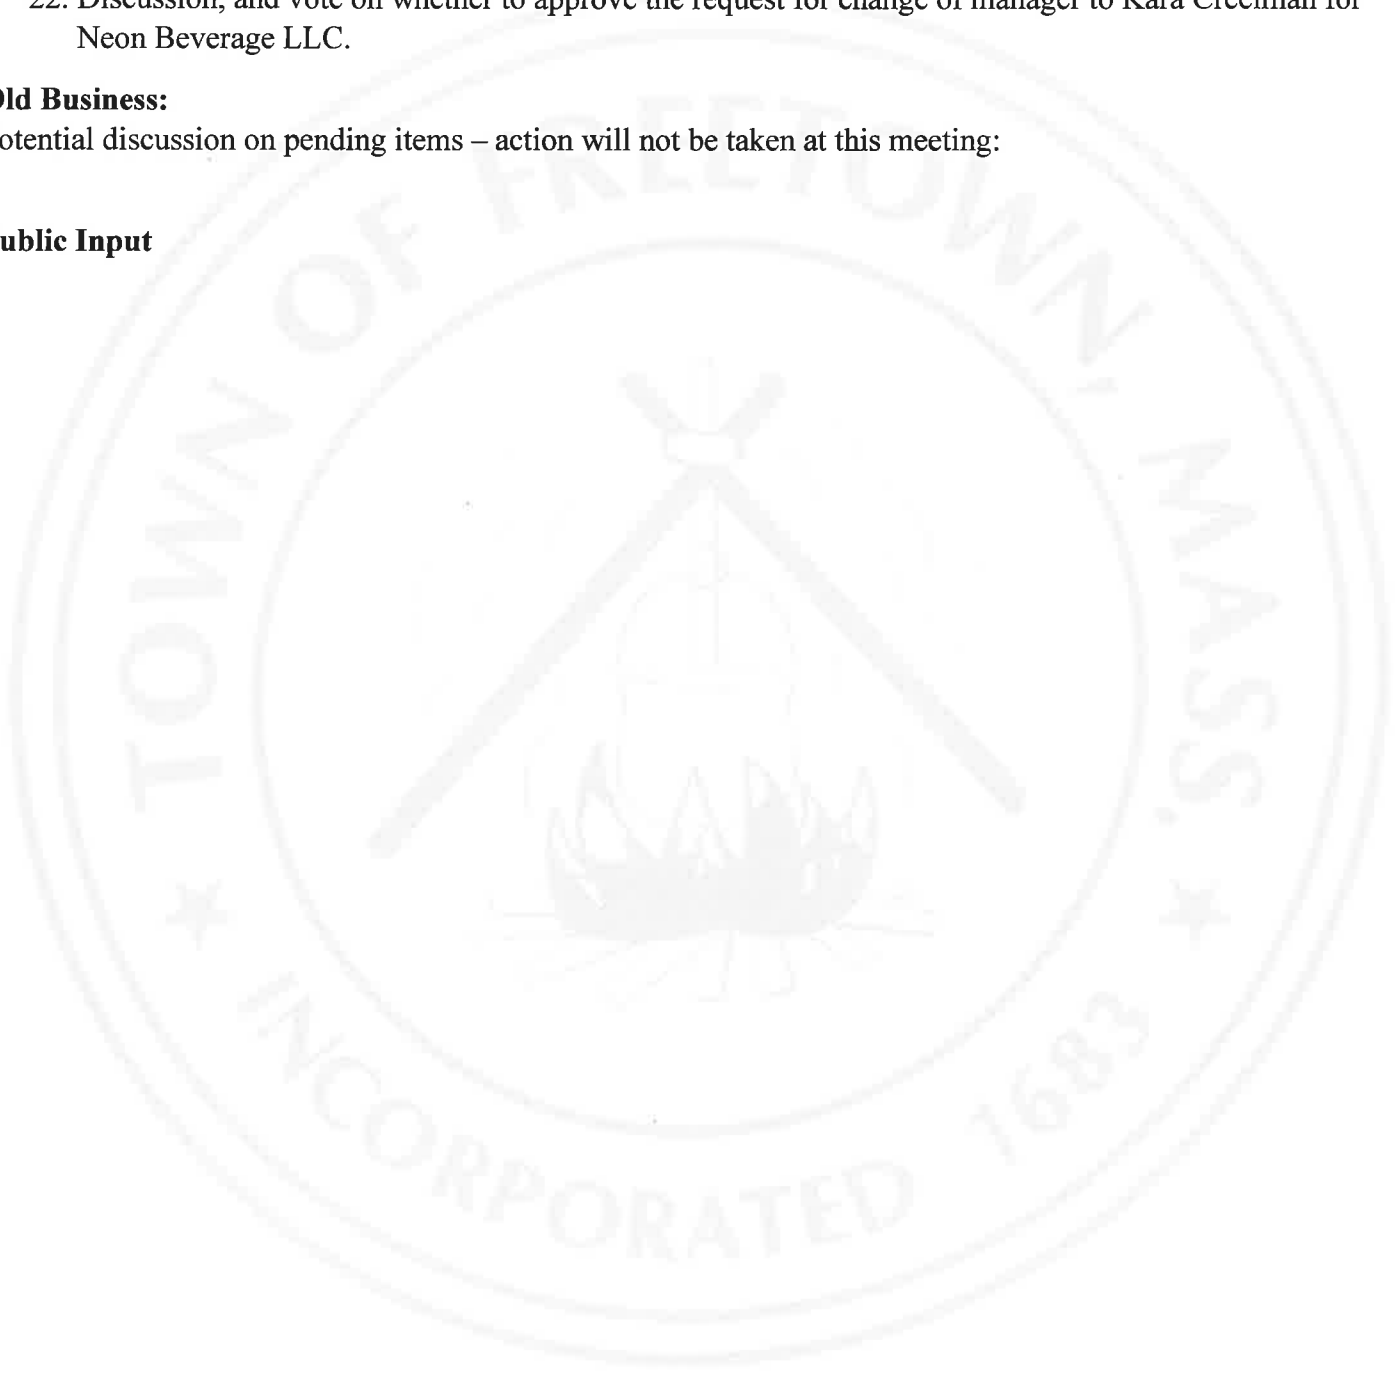 22. Discussion, and vote on whether to approve the request for change of manager to Kara Creelman for
Neon Beverage LLC.
Old Business:
otential discussion on pending items – action will not be taken at this meeting:
ublic Input
TOWN OF FREETOWN, MASS.
INCORPORATED 1683